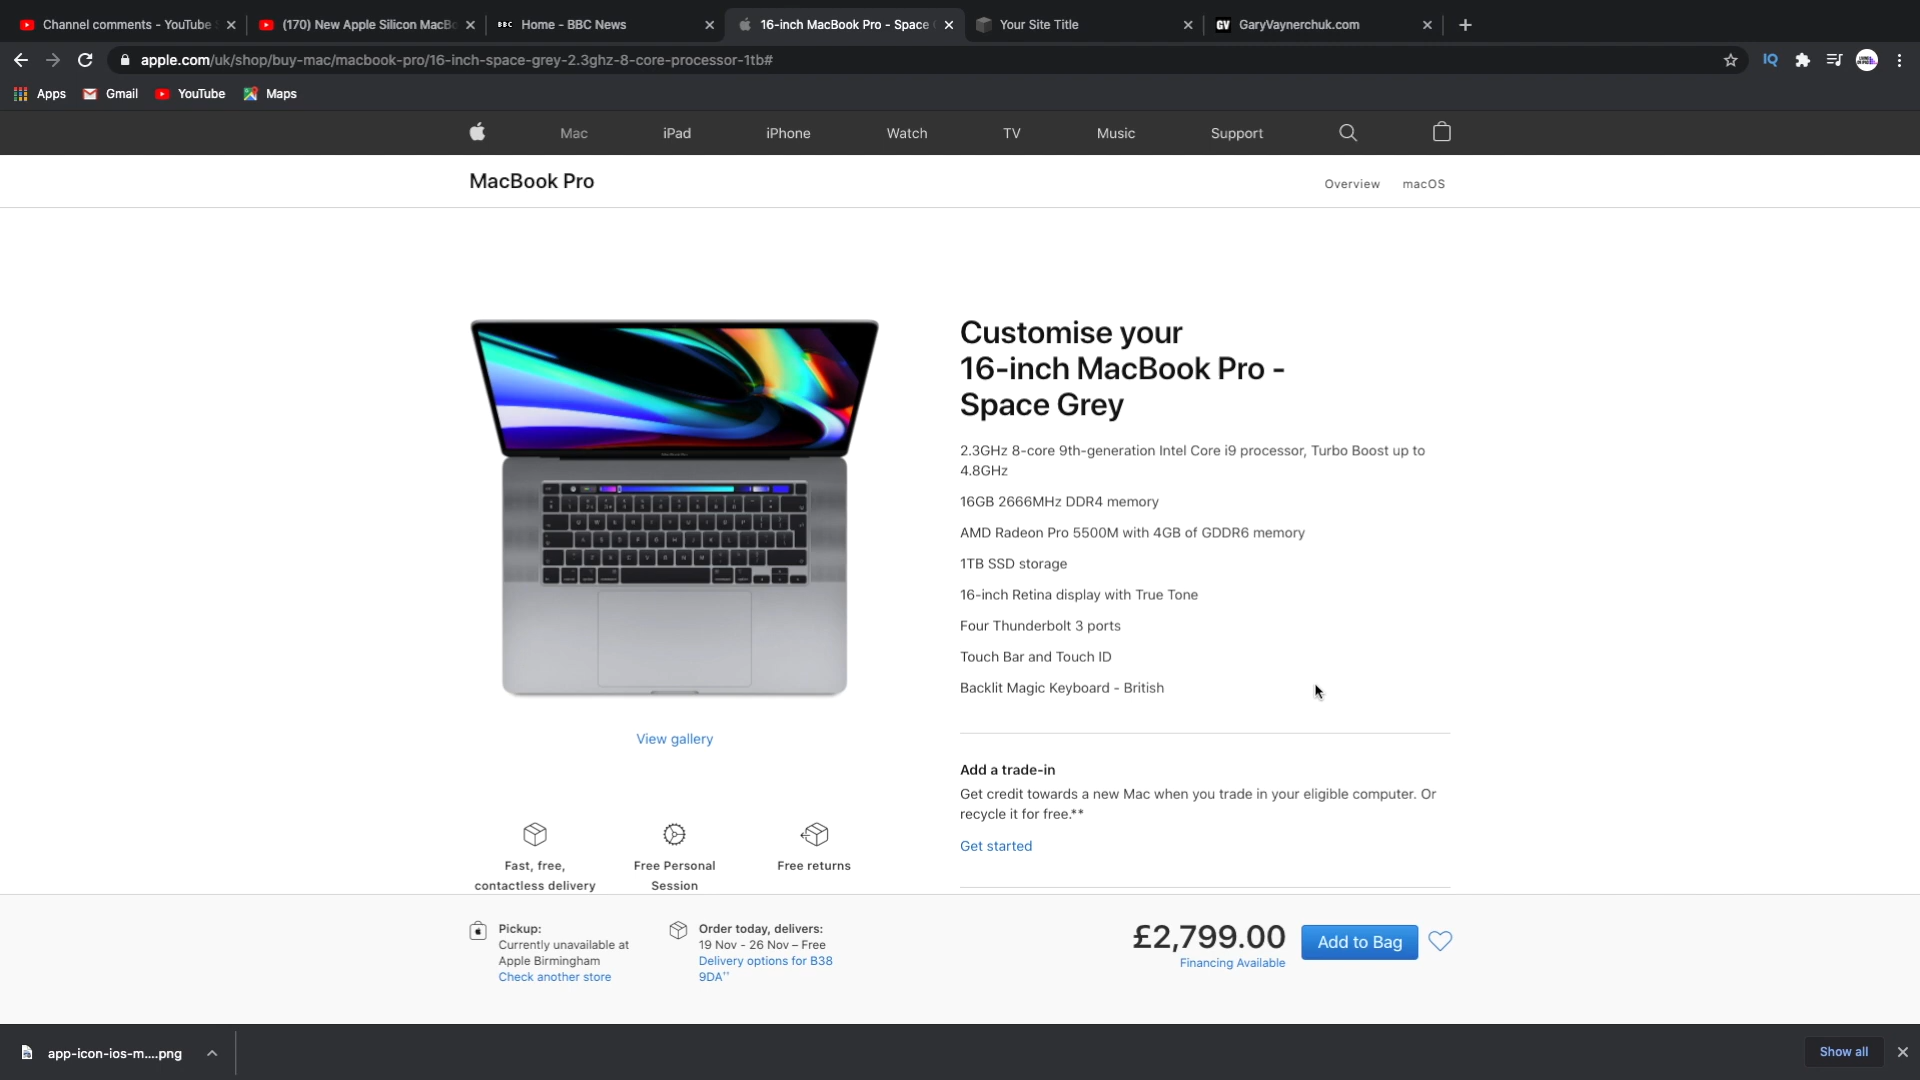 Channel comments - YouTube
(170) New Apple Silicon MacBo
BBC Home - BBC News
16-inch MacBook Pro - Space
Your Site Title
GV GaryVaynerchuk.com
apple.com/uk/shop/buy-mac/macbook-pro/16-inch-space-grey-2.3ghz-8-core-processor-1tb#
IQ
Apps Gmail YouTube Maps
Mac iPad iPhone Watch TV Music Support
MacBook Pro
Overview macOS
Customise your
16-inch MacBook Pro -
Space Grey
2.3GHz 8-core 9th-generation Intel Core i9 processor, Turbo Boost up to
4.8GHz
16GB 2666MHz DDR4 memory
AMD Radeon Pro 5500M with 4GB of GDDR6 memory
1TB SSD storage
16-inch Retina display with True Tone
Four Thunderbolt 3 ports
Touch Bar and Touch ID
Backlit Magic Keyboard - British
View gallery
Add a trade-in
Get credit towards a new Mac when you trade in your eligible computer. Or
recycle it for free.**
Get started
Fast, free,
contactless delivery
Free Personal
Session
Free returns
Pickup:
Currently unavailable at
Apple Birmingham
Check another store
Order today, delivers:
19 Nov - 26 Nov – Free
Delivery options for B38
9DA††
£2,799.00
Financing Available
Add to Bag
app-icon-ios-m....png
Show all